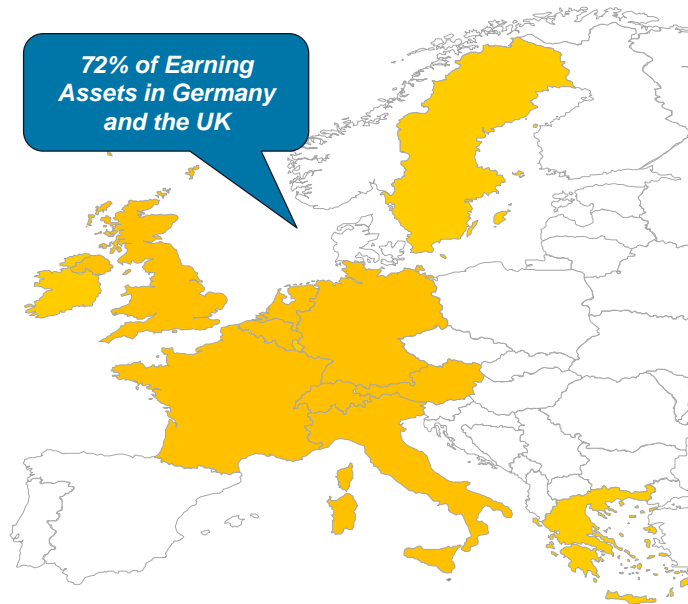 72% of Earning
Assets in Germany
and the UK